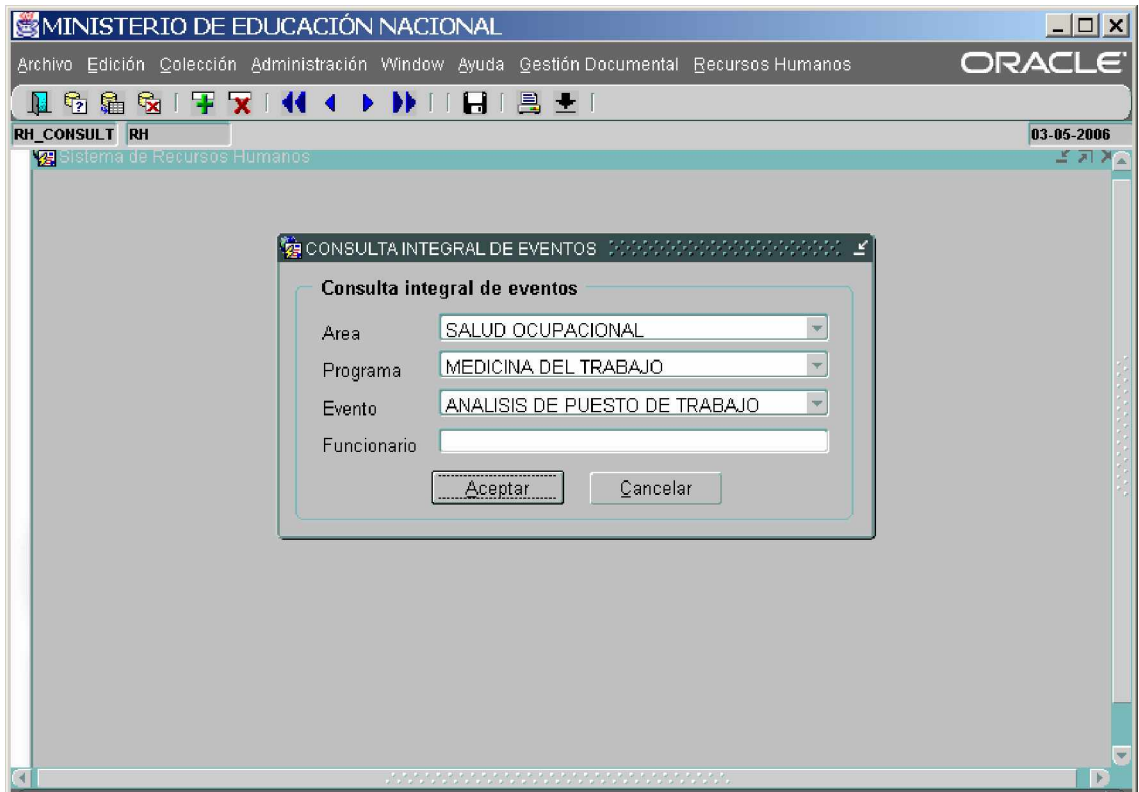 MINISTERIO DE EDUCACIÓN NACIONAL
Archivo Edición Colección Administración Window Ayuda Gestión Documental Recursos Humanos ORACLE
RH_CONSULT RH 03-05-2006
Sistema de Recursos Humanos
CONSULTA INTEGRAL DE EVENTOS
Consulta integral de eventos
Area SALUD OCUPACIONAL
Programa MEDICINA DEL TRABAJO
Evento ANALISIS DE PUESTO DE TRABAJO
Funcionario
Aceptar Cancelar